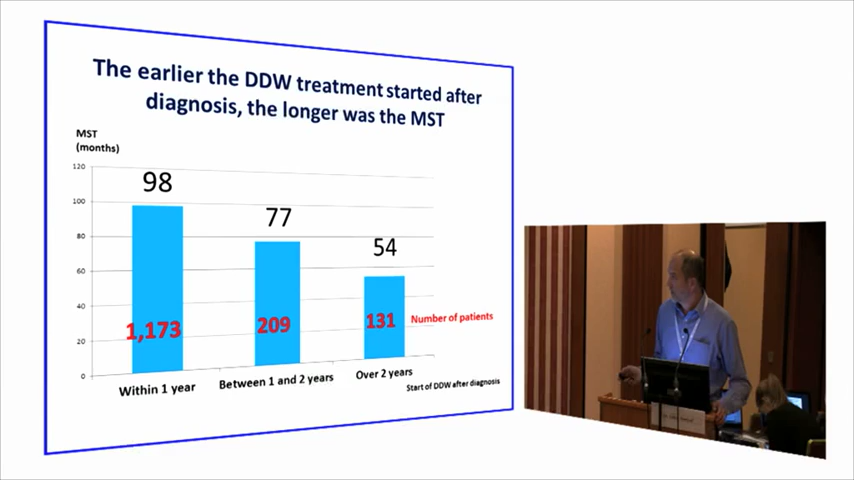 The earlier the DDW treatment started after
diagnosis, the longer was the MST
MST
(months)
120
100
80
60
40
20
0
98
77
54
1,173
209
131
Number of patients
Within 1 year
Between 1 and 2 years
Over 2 years
Start of DDW after diagnosis